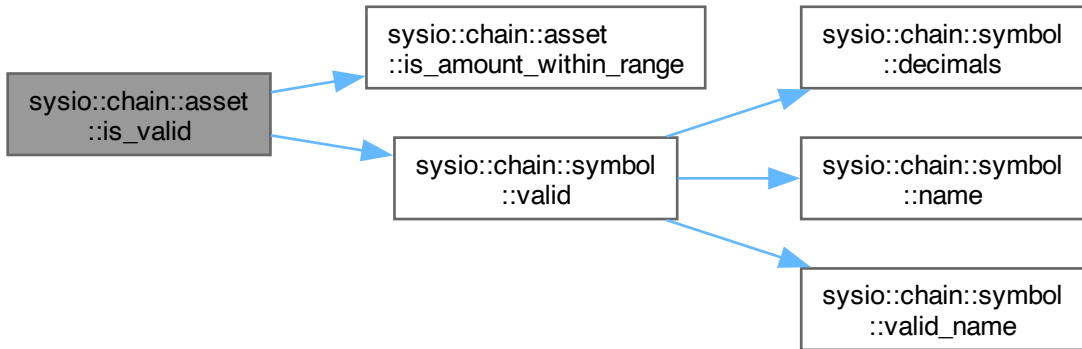 sysio::chain::asset
::is_valid
sysio::chain::asset
::is_amount_within_range
sysio::chain::symbol
::valid
sysio::chain::symbol
::decimals
sysio::chain::symbol
::name
sysio::chain::symbol
::valid_name